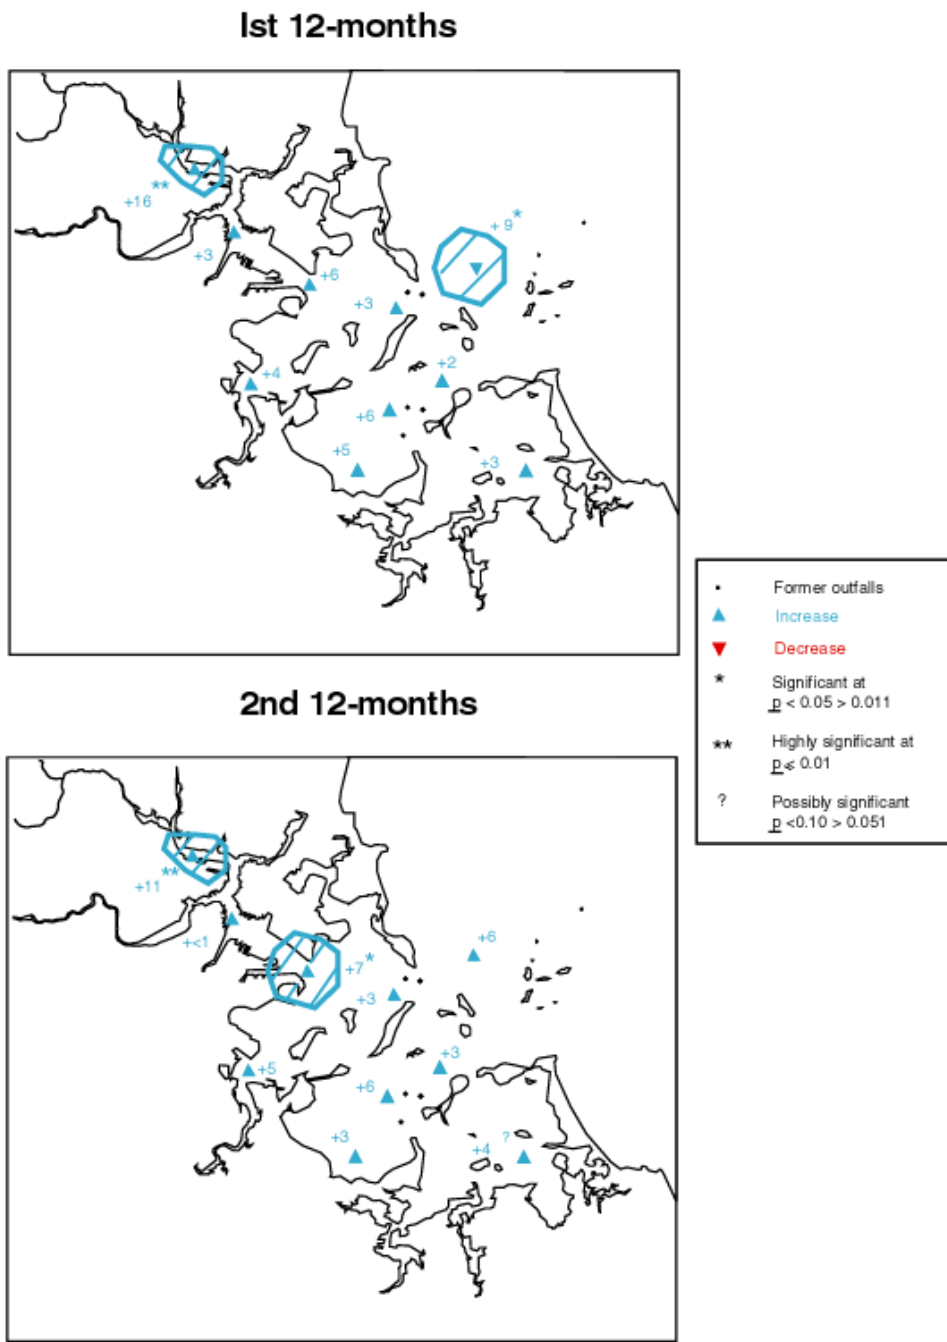 Ist 12-months
+16
**
+3
+6
+ 9
*
+3
+4
+2
+6
+5
+3
Former outfalls
Increase
Decrease
*
Significant at
p < 0.05 > 0.011
**
Highly significant at
p⩽ 0.01
?
Possibly significant
p <0.10 > 0.051
2nd 12-months
+11
**
+<1
+7
*
+6
+3
+5
+3
+6
+3
+4
?